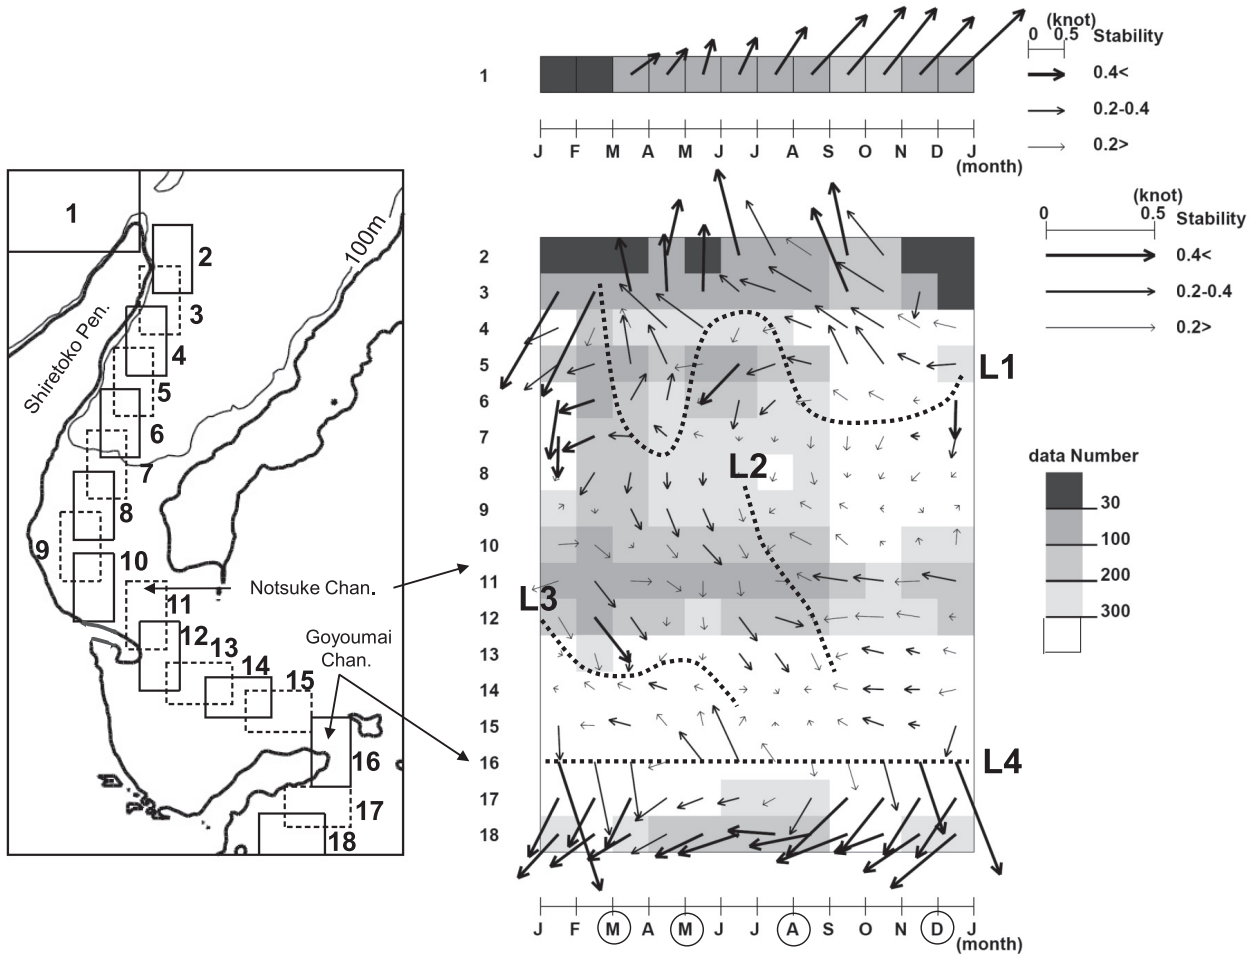 1
2
3
4
5
6
7
8
9
10
11
12
13
14
15
16
17
18
Shiretoko Pen.
100m
Notsuke Chan.
Goyoumai
Chan.
1
J F M A M J J A S O N D J
(month)
(knot)
0 0.5 Stability
0.4<
0.2-0.4
0.2>
2
3
4
5
6
7
8
9
10
11
12
13
14
15
16
17
18
L1
L2
L3
L4
J F M A M J J A S O N D J
(month)
(knot)
0 0.5 Stability
0.4<
0.2-0.4
0.2>
data Number
30
100
200
300